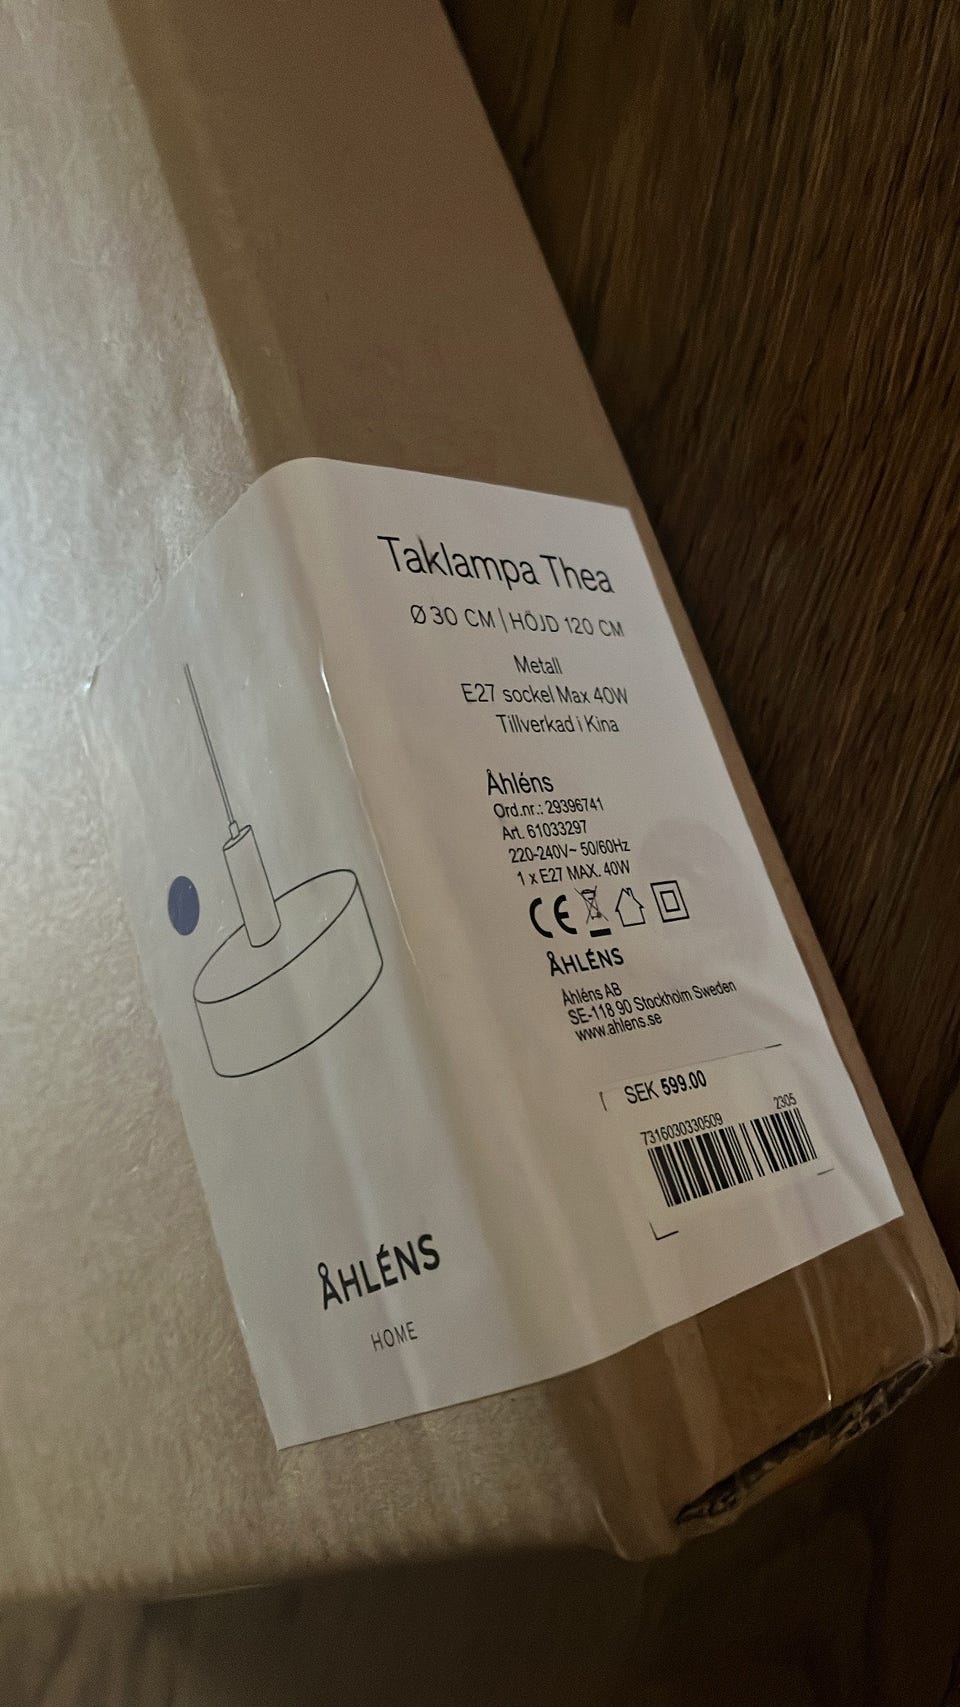 Taklampa Thea
Ø 30 CM | HÖJD 120 CM
Metall
E27 sockel Max 40W
Tillverkad i Kina
Åhléns
Ord.nr.: 29396741
Art. 61033297
220-240V~ 50/60Hz
1 x E27 MAX. 40W
CE
ÅHLÉNS
Åhléns AB
SE-118 90 Stockholm Sweden
www.ahlens.se
SEK 599.00
7316030330509 2305
ÅHLÉNS
HOME